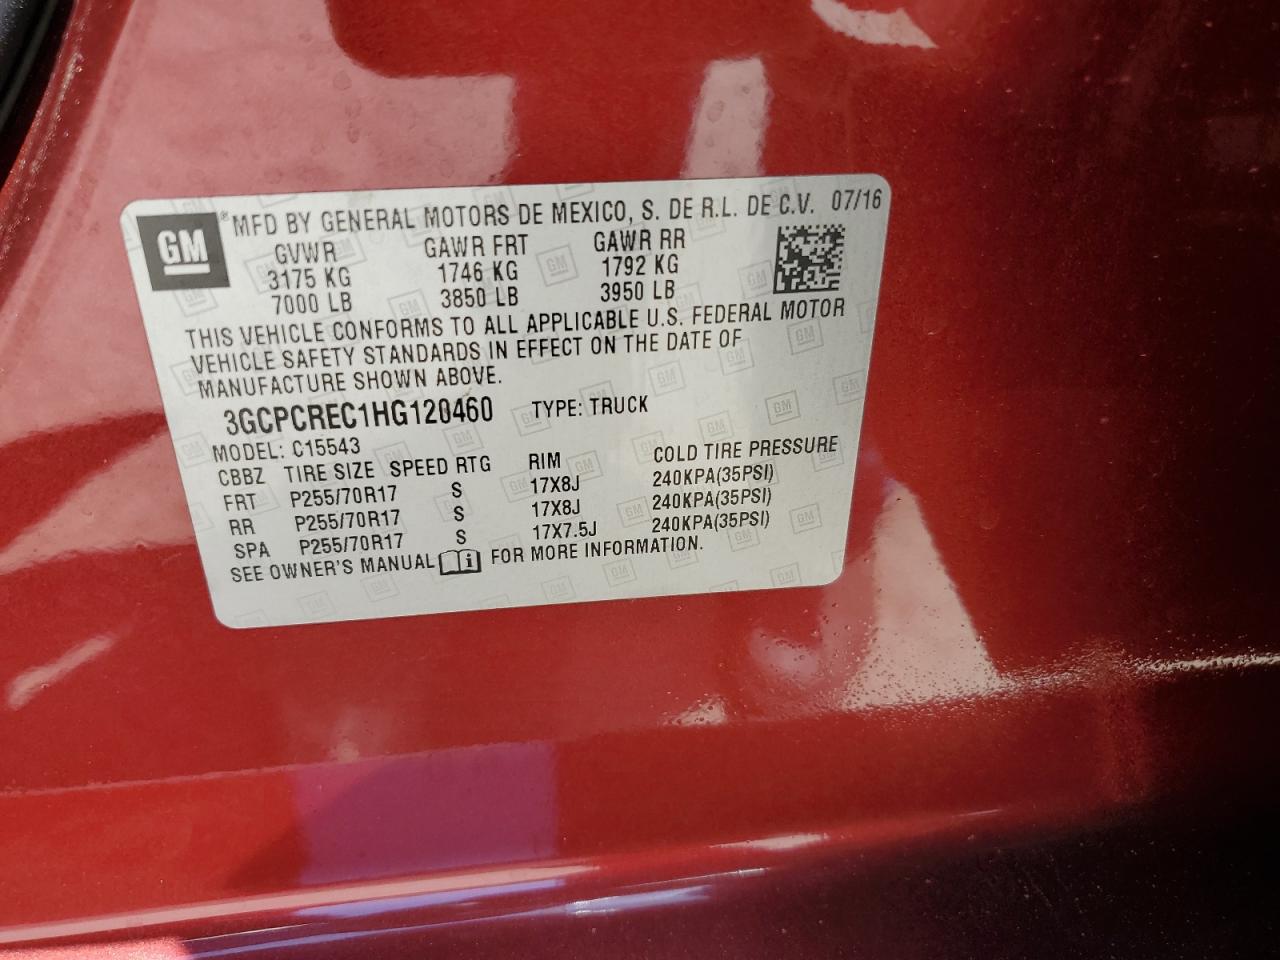 GM® MFD BY GENERAL MOTORS DE MEXICO, S. DE R.L. DE C.V. 07/16
GVWR GAWR FRT GAWR RR
3175 KG 1746 KG 1792 KG
7000 LB 3850 LB 3950 LB
THIS VEHICLE CONFORMS TO ALL APPLICABLE U.S. FEDERAL MOTOR
VEHICLE SAFETY STANDARDS IN EFFECT ON THE DATE OF
MANUFACTURE SHOWN ABOVE.
3GCPCREC1HG120460 TYPE: TRUCK
MODEL: C15543
CBBZ TIRE SIZE SPEED RTG RIM COLD TIRE PRESSURE
FRT P255/70R17 S 17X8J 240KPA(35PSI)
RR P255/70R17 S 17X8J 240KPA(35PSI)
SPA P255/70R17 S 17X7.5J 240KPA(35PSI)
SEE OWNER'S MANUAL i FOR MORE INFORMATION.